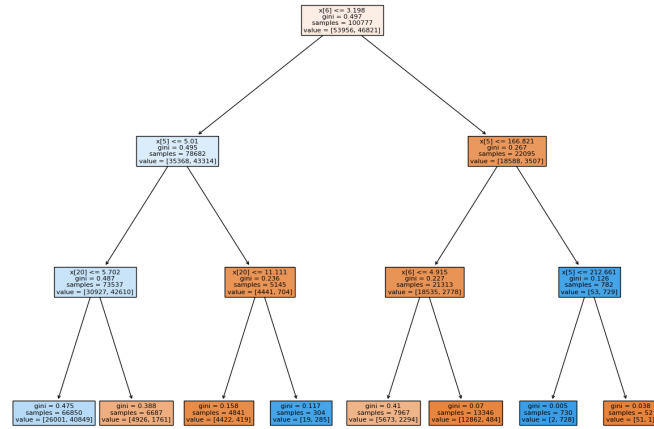 x[6] <= 3.198
gini = 0.497
samples = 100777
value = [53956, 46821]
x[5] <= 5.01
gini = 0.495
samples = 78682
value = [35368, 43314]
x[5] <= 166.821
gini = 0.267
samples = 22095
value = [18588, 3507]
x[20] <= 5.702
gini = 0.487
samples = 73537
value = [30927, 42610]
x[20] <= 11.111
gini = 0.236
samples = 5145
value = [4441, 704]
x[6] <= 4.915
gini = 0.227
samples = 21313
value = [18535, 2778]
x[5] <= 212.661
gini = 0.126
samples = 782
value = [53, 729]
gini = 0.475
samples = 66850
value = [26001, 40849]
gini = 0.388
samples = 6687
value = [4926, 1761]
gini = 0.158
samples = 4841
value = [4422, 419]
gini = 0.117
samples = 304
value = [19, 285]
gini = 0.41
samples = 7967
value = [5673, 2294]
gini = 0.07
samples = 13346
value = [12862, 484]
gini = 0.005
samples = 730
value = [2, 728]
gini = 0.038
samples = 52
value = [51, 1